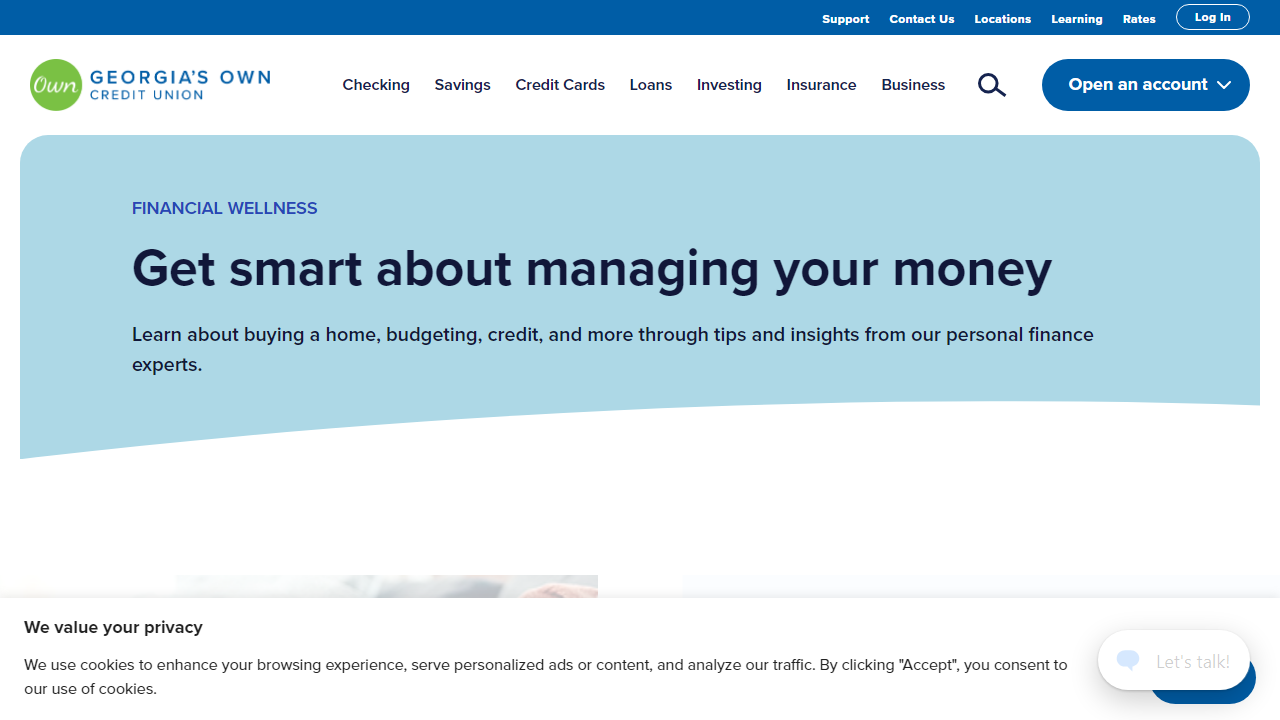 Support Contact Us Locations Learning Rates Log In
Own GEORGIA'S OWN
CREDIT UNION
Checking Savings Credit Cards Loans Investing Insurance Business Open an account
FINANCIAL WELLNESS
Get smart about managing your money
Learn about buying a home, budgeting, credit, and more through tips and insights from our personal finance
experts.
We value your privacy
We use cookies to enhance your browsing experience, serve personalized ads or content, and analyze our traffic. By clicking "Accept", you consent to
our use of cookies.
Let's talk!